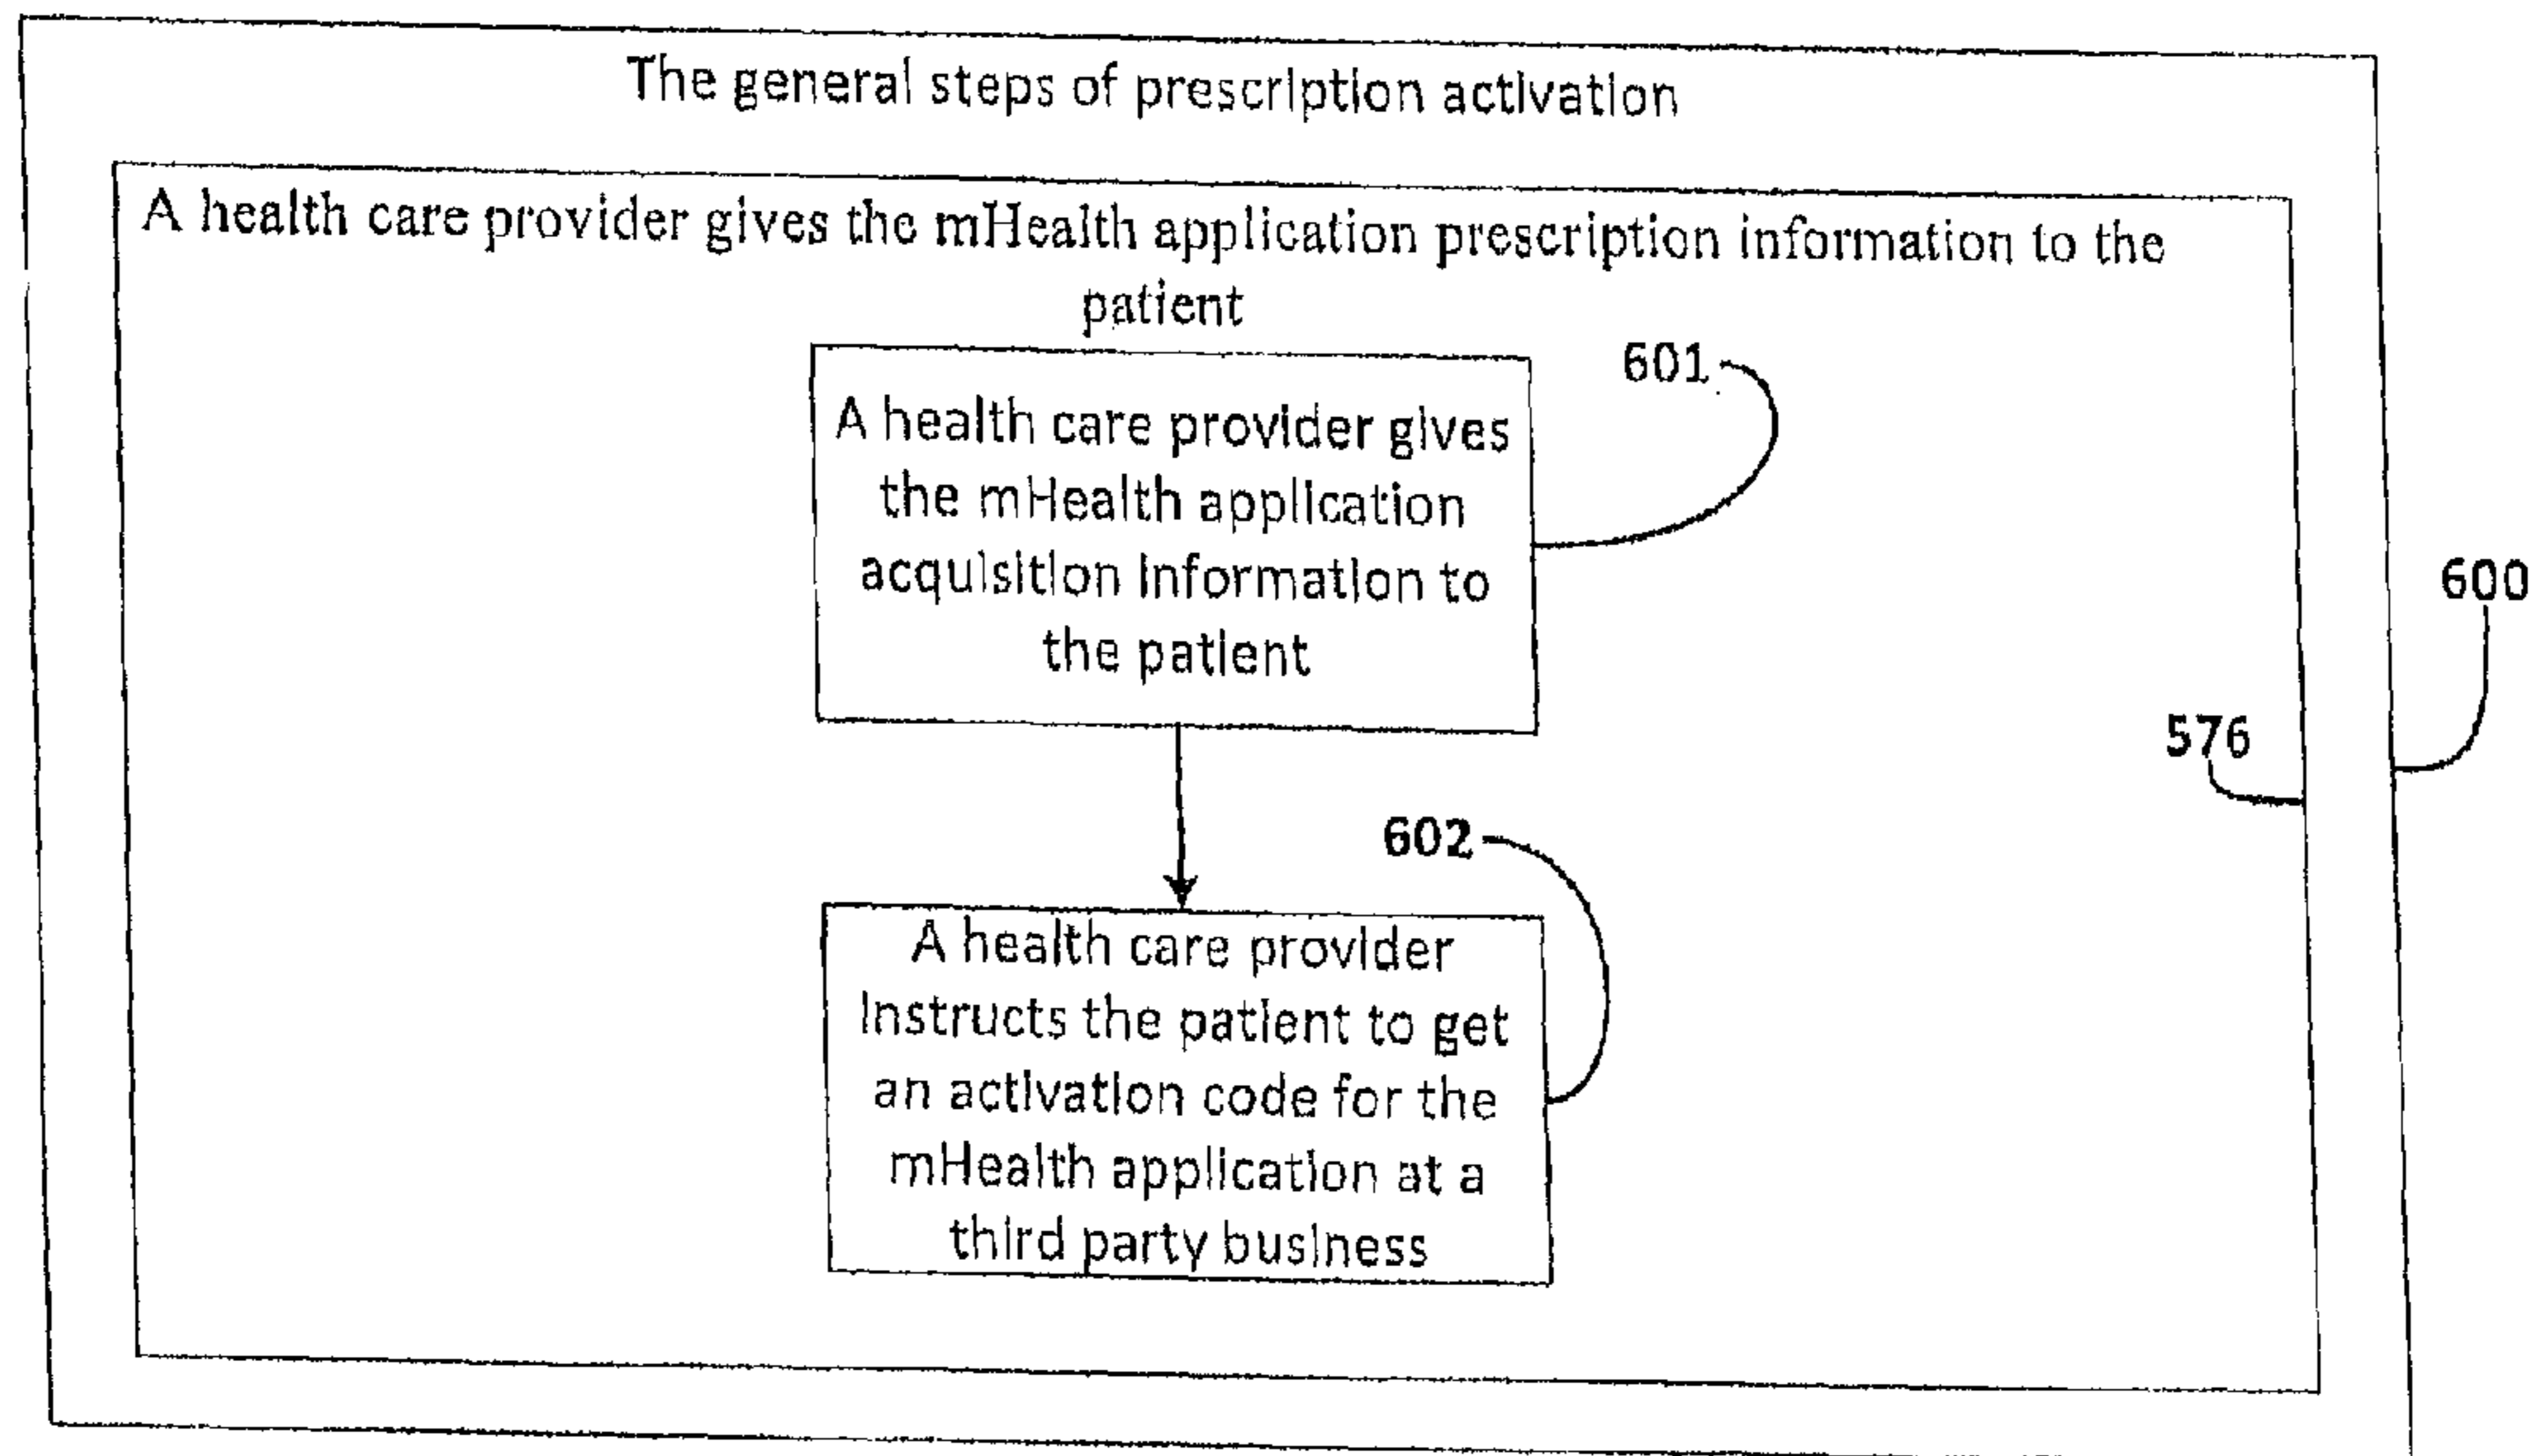 The general steps of prescription activation
A health care provider gives the mHealth application prescription information to the
patient
601
A health care provider gives
the mHealth application
acquisition information to
the patient
600
576
602
A health care provider
Instructs the patient to get
an activation code for the
mHealth application at a
third party business